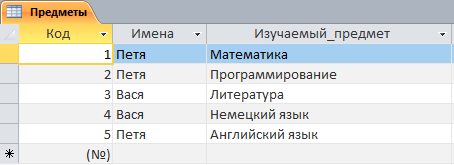 Предметы
Код Имена Изучаемый_предмет
1 Петя Математика
2 Петя Программирование
3 Вася Литература
4 Вася Немецкий язык
5 Петя Английский язык
(№)